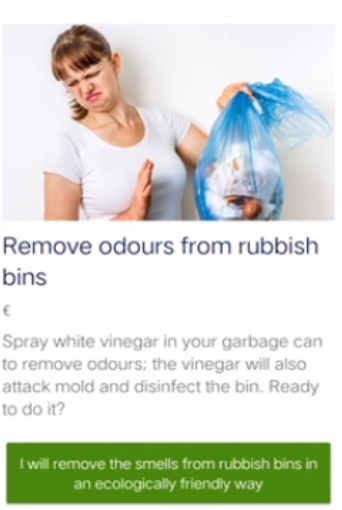 Remove odours from rubbish
bins
€
Spray white vinegar in your garbage can
to remove odours; the vinegar will also
attack mold and disinfect the bin. Ready
to do it?
I will remove the smells from rubbish bins in
an ecologically friendly way